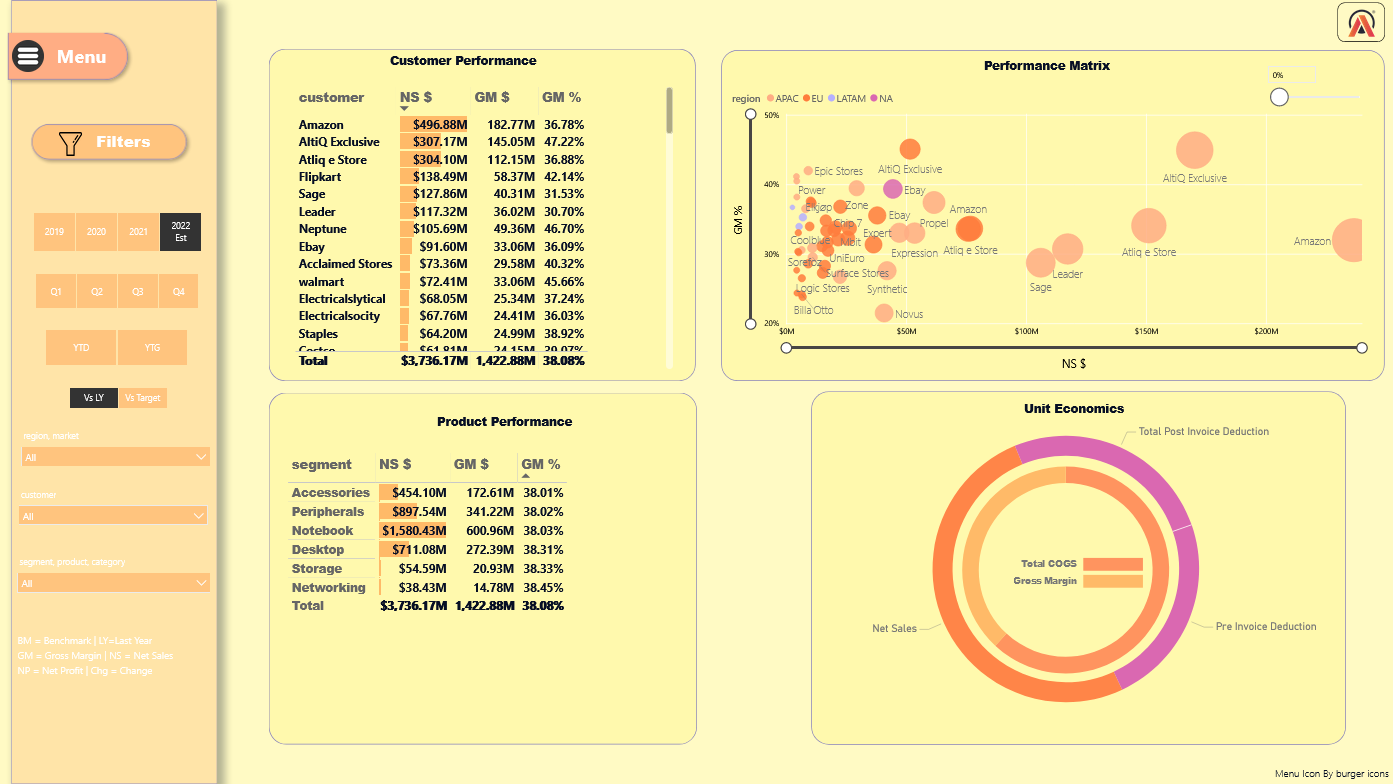 Menu
Filters
2019 2020 2021 2022 Est
Q1 Q2 Q3 Q4
YTD YTG
Vs LY Vs Target
region, market
All
customer
All
segment, product, category
All
BM = Benchmark | LY=Last Year
GM = Gross Margin | NS = Net Sales
NP = Net Profit | Chg = Change
Customer Performance
customer NS $ GM $ GM %
Amazon $496.88M 182.77M 36.78%
AltiQ Exclusive $307.17M 145.05M 47.22%
Atliq e Store $304.10M 112.15M 36.88%
Flipkart $138.49M 58.37M 42.14%
Sage $127.86M 40.31M 31.53%
Leader $117.32M 36.02M 30.70%
Neptune $105.69M 49.36M 46.70%
Ebay $91.60M 33.06M 36.09%
Acclaimed Stores $73.36M 29.58M 40.32%
walmart $72.41M 33.06M 45.66%
Electricalslytical $68.05M 25.34M 37.24%
Electricalsocity $67.76M 24.41M 36.03%
Staples $64.20M 24.99M 38.92%
Costco $61.81M 24.15M 39.07%
Total $3,736.17M 1,422.88M 38.08%
Performance Matrix
0%
region APAC EU LATAM NA
50%
40%
30%
20%
GM %
$0M $50M $100M $150M $200M
NS $
AltiQ Exclusive
AltiQ Exclusive
Epic Stores
Power
Ebay
Elkjøp
Zone
Amazon
Ebay
Chip 7
Propel
Expert
Coolblue
Mbit
Atliq e Store
Atliq e Store
Amazon
UniEuro
Expression
Sorefoz
Surface Stores
Leader
Sage
Logic Stores
Synthetic
Billa Otto
Novus
Product Performance
segment NS $ GM $ GM %
Accessories $454.10M 172.61M 38.01%
Peripherals $897.54M 341.22M 38.02%
Notebook $1,580.43M 600.96M 38.03%
Desktop $711.08M 272.39M 38.31%
Storage $54.59M 20.93M 38.33%
Networking $38.43M 14.78M 38.45%
Total $3,736.17M 1,422.88M 38.08%
Unit Economics
Total Post Invoice Deduction
Total COGS
Gross Margin
Net Sales
Pre Invoice Deduction
Menu Icon By burger icons